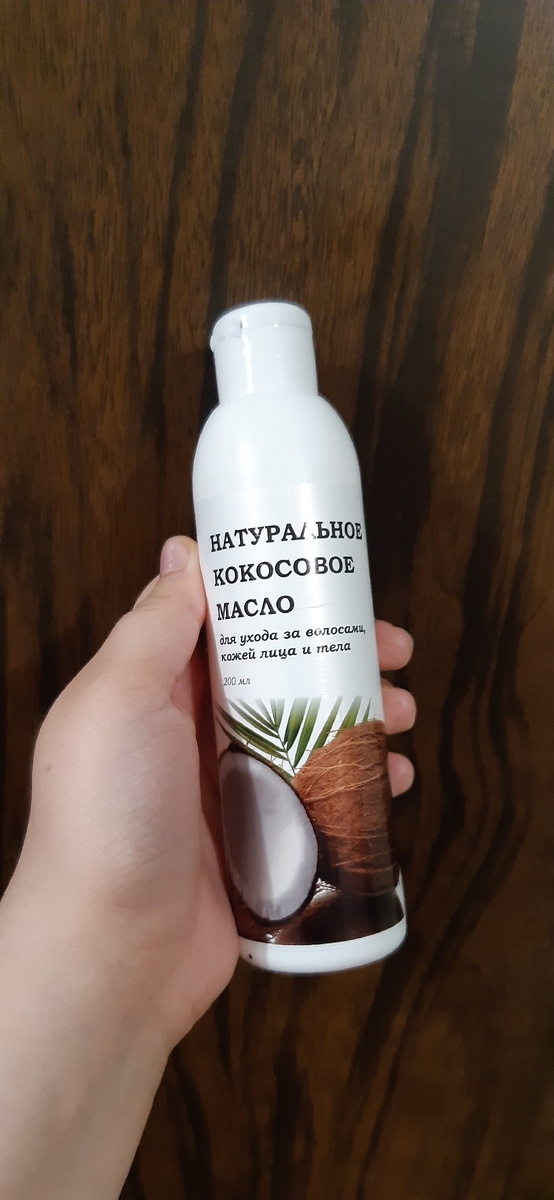 НАТУРАЛЬНОЕ
КОКОСОВОЕ
МАСЛО
для ухода за волосами,
кожей лица и тела
200 мл